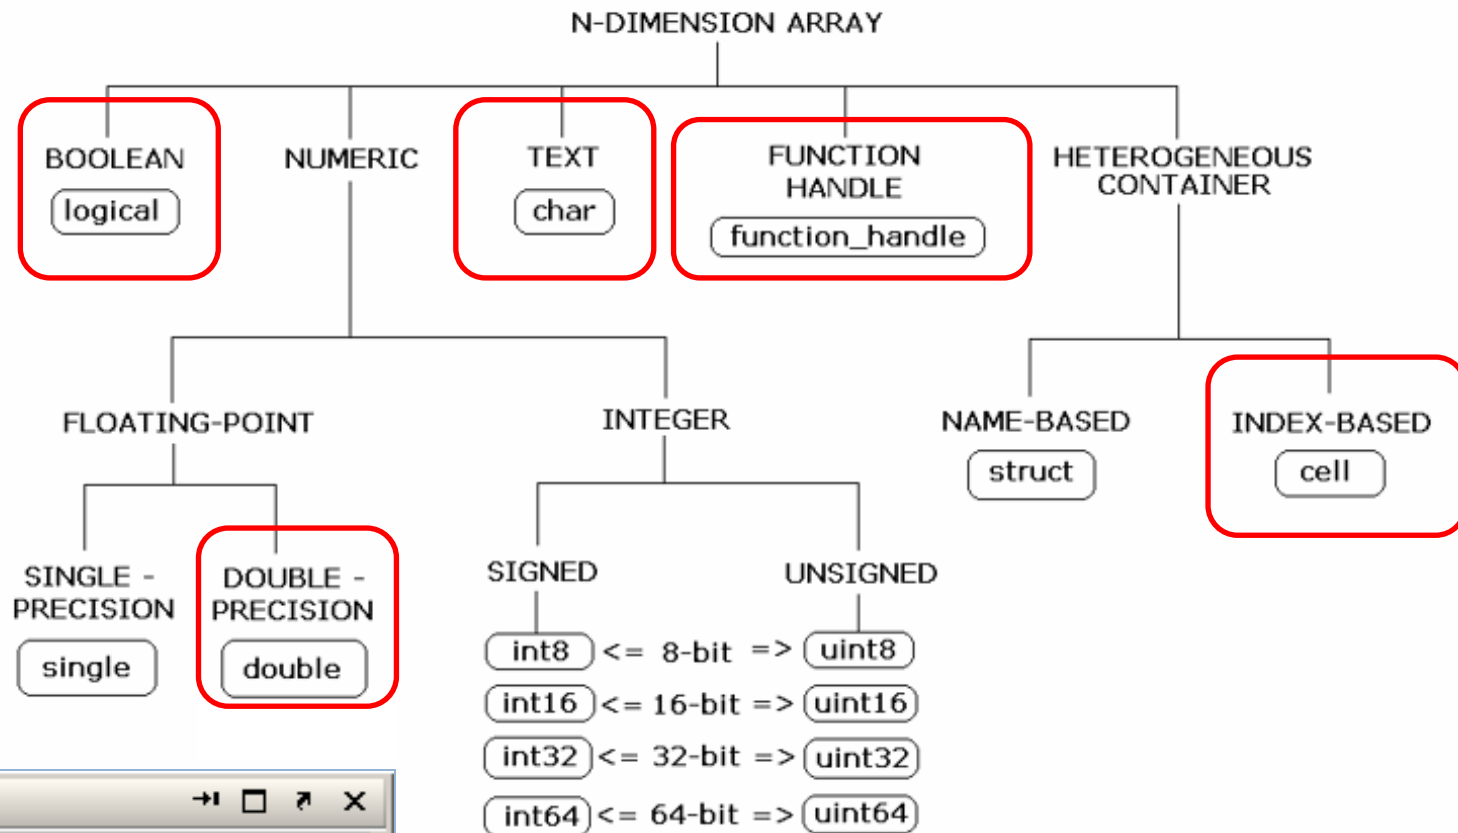 N-DIMENSION ARRAY
BOOLEAN
logical
NUMERIC
TEXT
char
FUNCTION
HANDLE
function_handle
HETEROGENEOUS
CONTAINER
FLOATING-POINT
INTEGER
NAME-BASED
struct
INDEX-BASED
cell
SINGLE -
PRECISION
single
DOUBLE -
PRECISION
double
SIGNED
UNSIGNED
int8 <= 8-bit => uint8
int16 <= 16-bit => uint16
int32 <= 32-bit => uint32
int64 <= 64-bit => uint64